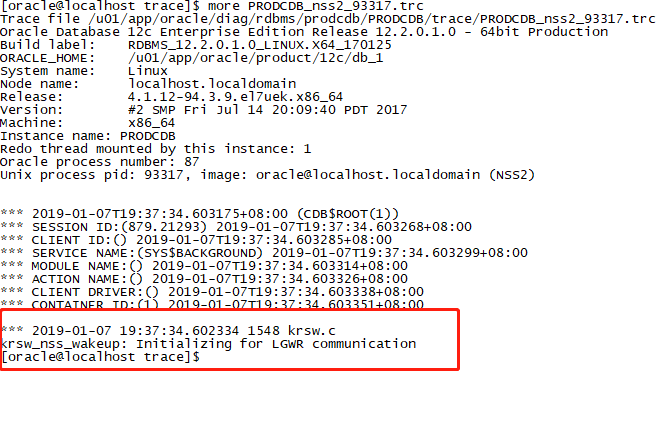 [oracle@localhost trace]$ more PRODCDB_nss2_93317.trc
Trace file /u01/app/oracle/diag/rdbms/prodcdb/PRODCDB/trace/PRODCDB_nss2_93317.trc
Oracle Database 12c Enterprise Edition Release 12.2.0.1.0 - 64bit Production
Build label:    RDBMS_12.2.0.1.0_LINUX.X64_170125
ORACLE_HOME:    /u01/app/oracle/product/12c/db_1
System name:    Linux
Node name:      localhost.localdomain
Release:        4.1.12-94.3.9.el7uek.x86_64
Version:        #2 SMP Fri Jul 14 20:09:40 PDT 2017
Machine:        x86_64
Instance name: PRODCDB
Redo thread mounted by this instance: 1
Oracle process number: 87
Unix process pid: 93317, image: oracle@localhost.localdomain (NSS2)
*** 2019-01-07T19:37:34.603175+08:00 (CDB$ROOT(1))
*** SESSION ID:(879.21293) 2019-01-07T19:37:34.603268+08:00
*** CLIENT ID:() 2019-01-07T19:37:34.603285+08:00
*** SERVICE NAME:(SYS$BACKGROUND) 2019-01-07T19:37:34.603299+08:00
*** MODULE NAME:() 2019-01-07T19:37:34.603314+08:00
*** ACTION NAME:() 2019-01-07T19:37:34.603326+08:00
*** CLIENT DRIVER:() 2019-01-07T19:37:34.603338+08:00
*** CONTAINER ID:(1) 2019-01-07T19:37:34.603351+08:00
*** 2019-01-07 19:37:34.602334 1548 krsw.c
krsw_nss_wakeup: Initializing for LGWR communication
[oracle@localhost trace]$